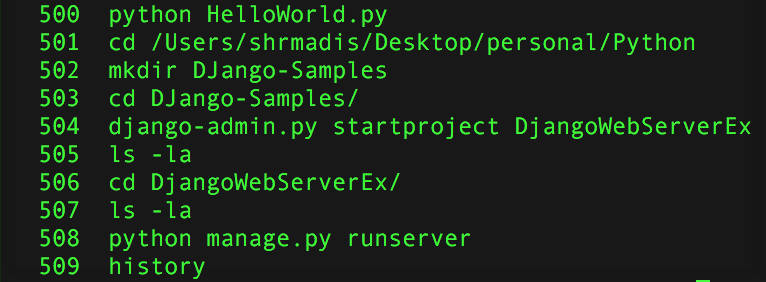 500 python HelloWorld.py
501 cd /Users/shrmadis/Desktop/personal/Python
502 mkdir DJango-Samples
503 cd DJango-Samples/
504 django-admin.py startproject DjangoWebServerEx
505 ls -la
506 cd DjangoWebServerEx/
507 ls -la
508 python manage.py runserver
509 history